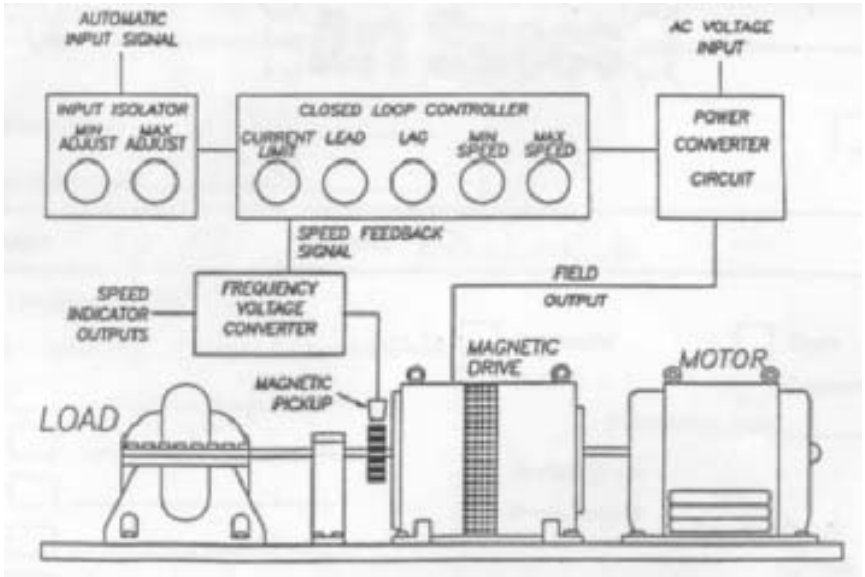 AUTOMATIC
INPUT SIGNAL
AC VOLTAGE
INPUT
INPUT ISOLATOR
MIN
ADJUST
MAX
ADJUST
CLOSED LOOP CONTROLLER
CURRENT
LIMIT
LEAD
LAG
MIN
SPEED
MAX
SPEED
POWER
CONVERTER
CIRCUIT
SPEED FEEDBACK
SIGNAL
FIELD
OUTPUT
SPEED
INDICATOR
OUTPUTS
FREQUENCY
VOLTAGE
CONVERTER
MAGNETIC
PICKUP
MAGNETIC
DRIVE
MOTOR
LOAD